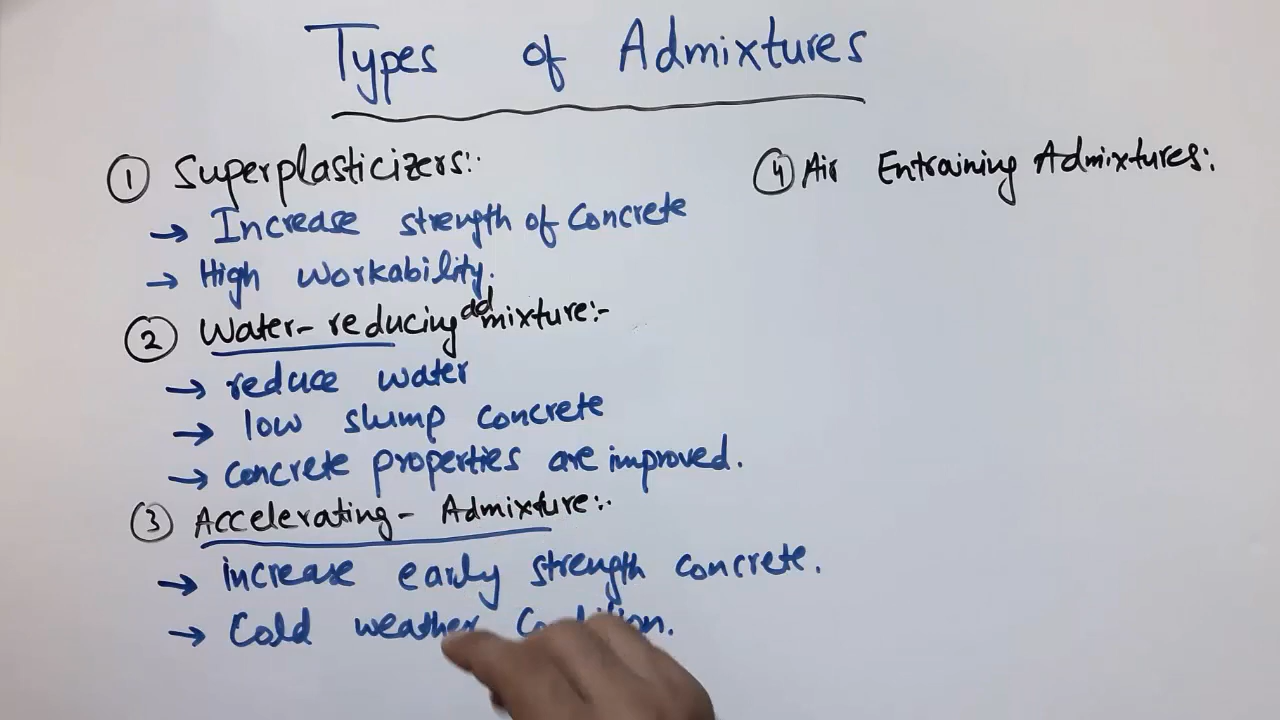 Types of Admixtures
① Superplasticizers:-
→ Increase strength of Concrete
→ High workability.
② Water-reducing admixture:-
→ reduce water
→ low slump concrete
→ concrete properties are improved.
③ Accelerating- Admixture:-
→ increase early strength concrete.
→ Cold weather Condition.
④ Air Entraining Admixtures: